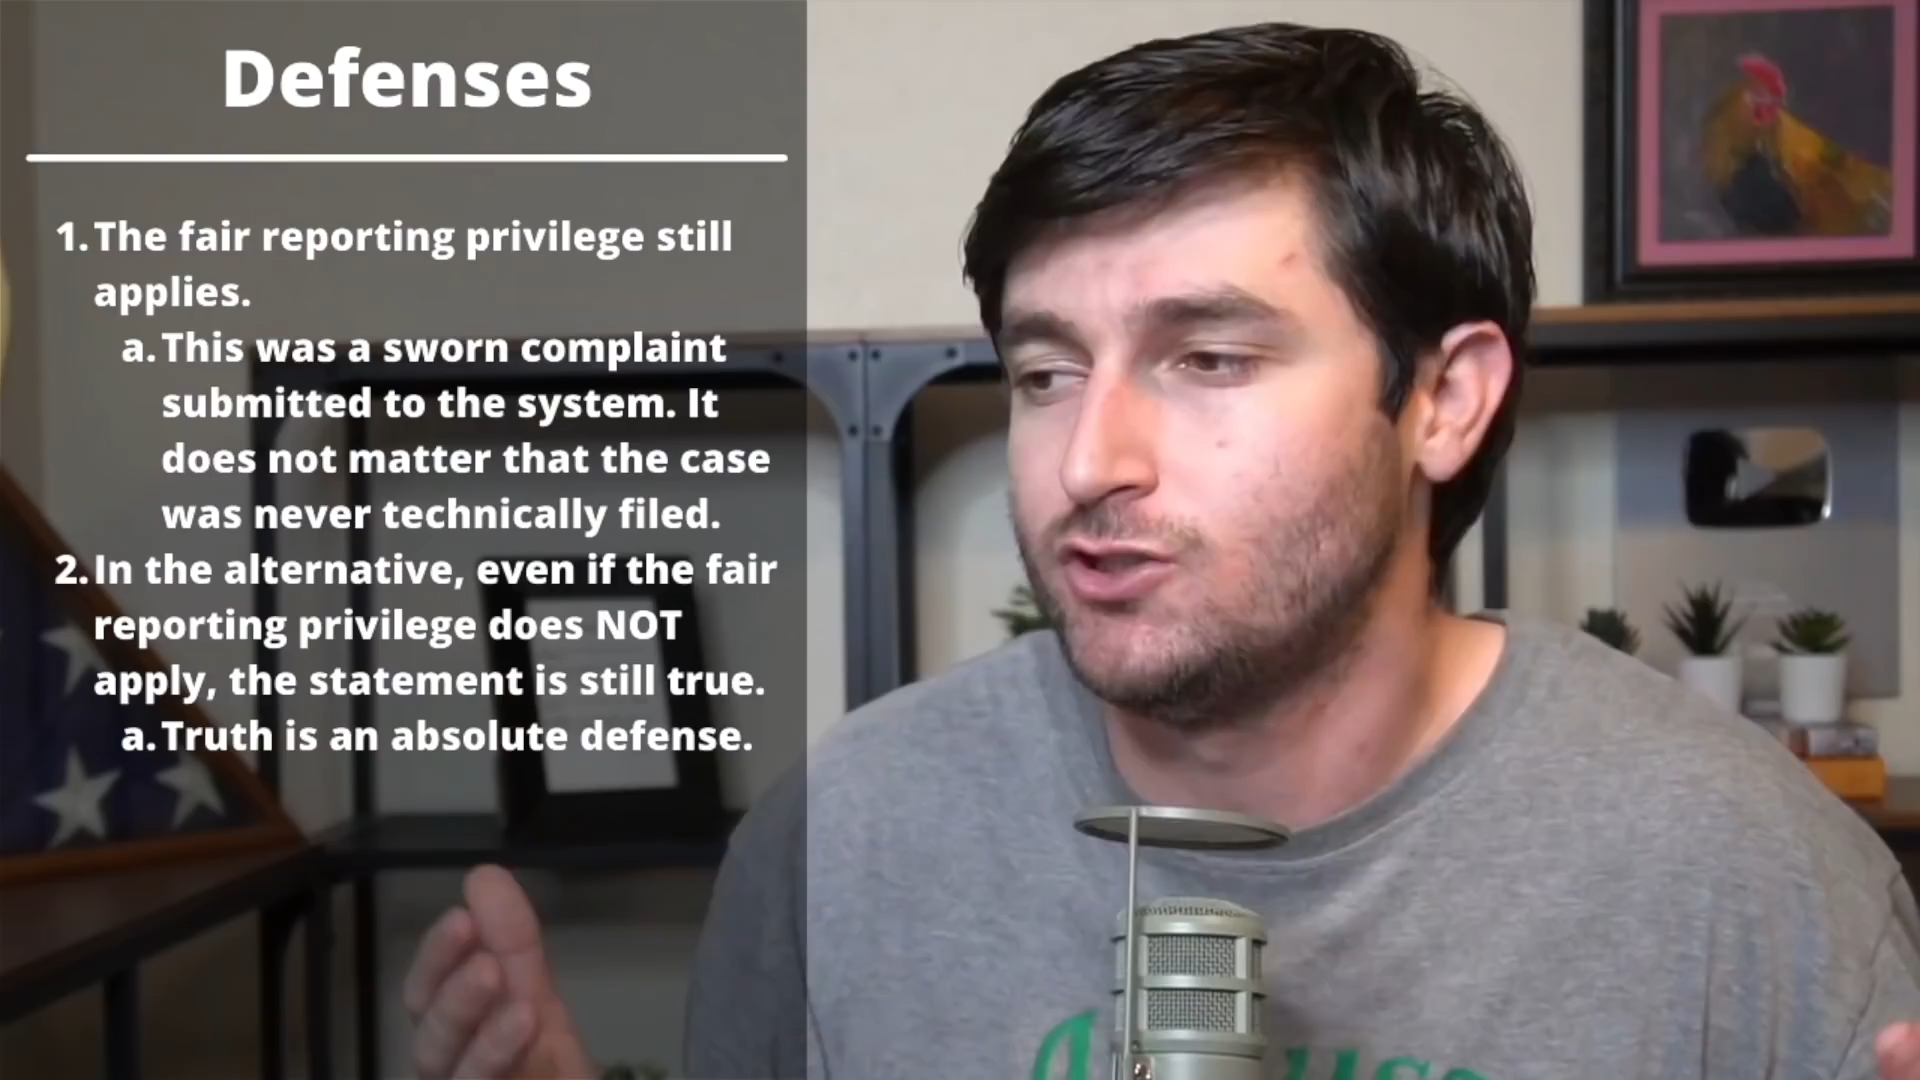 Defenses
1. The fair reporting privilege still
applies.
a. This was a sworn complaint
submitted to the system. It
does not matter that the case
was never technically filed.
2. In the alternative, even if the fair
reporting privilege does NOT
apply, the statement is still true.
a. Truth is an absolute defense.